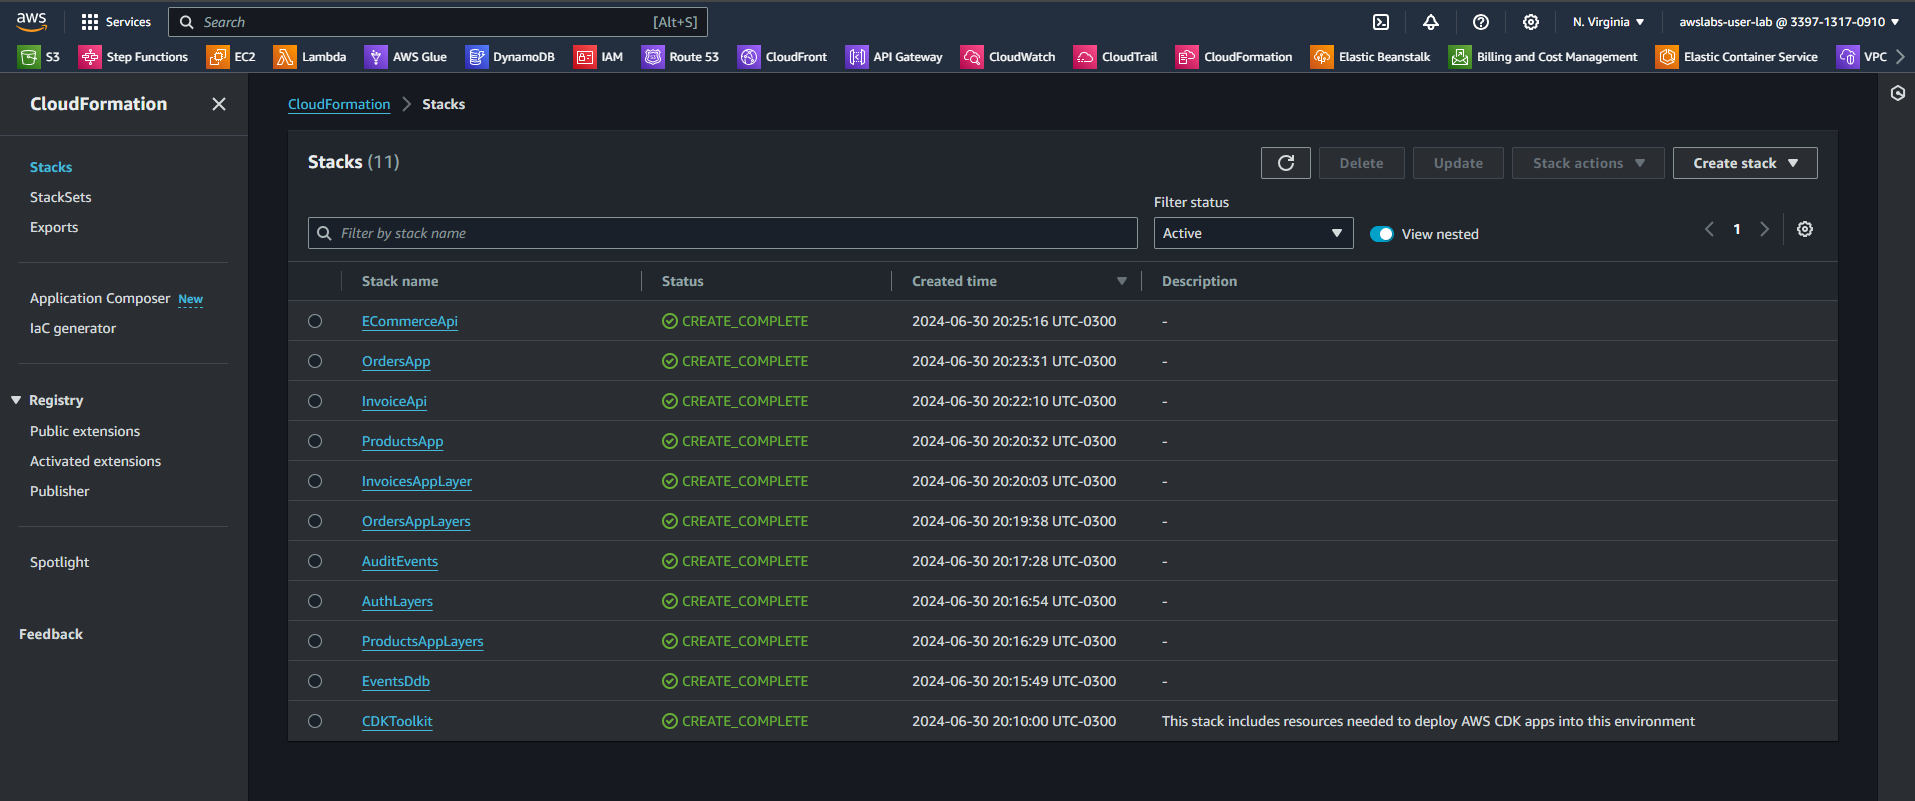 aws Services Search [Alt+S] N. Virginia awslabs-user-lab @ 3397-1317-0910
S3 Step Functions EC2 Lambda AWS Glue DynamoDB IAM Route 53 CloudFront API Gateway CloudWatch CloudTrail CloudFormation Elastic Beanstalk Billing and Cost Management Elastic Container Service VPC
CloudFormation
Stacks
StackSets
Exports
Application Composer New
IaC generator
Registry
Public extensions
Activated extensions
Publisher
Spotlight
Feedback
CloudFormation Stacks
Stacks (11) Delete Update Stack actions Create stack
Filter status
Filter by stack name Active View nested 1
Stack name Status Created time Description
ECommerceApi CREATE_COMPLETE 2024-06-30 20:25:16 UTC-0300 -
OrdersApp CREATE_COMPLETE 2024-06-30 20:23:31 UTC-0300 -
InvoiceApi CREATE_COMPLETE 2024-06-30 20:22:10 UTC-0300 -
ProductsApp CREATE_COMPLETE 2024-06-30 20:20:32 UTC-0300 -
InvoicesAppLayer CREATE_COMPLETE 2024-06-30 20:20:03 UTC-0300 -
OrdersAppLayers CREATE_COMPLETE 2024-06-30 20:19:38 UTC-0300 -
AuditEvents CREATE_COMPLETE 2024-06-30 20:17:28 UTC-0300 -
AuthLayers CREATE_COMPLETE 2024-06-30 20:16:54 UTC-0300 -
ProductsAppLayers CREATE_COMPLETE 2024-06-30 20:16:29 UTC-0300 -
EventsDdb CREATE_COMPLETE 2024-06-30 20:15:49 UTC-0300 -
CDKToolkit CREATE_COMPLETE 2024-06-30 20:10:00 UTC-0300 This stack includes resources needed to deploy AWS CDK apps into this environment